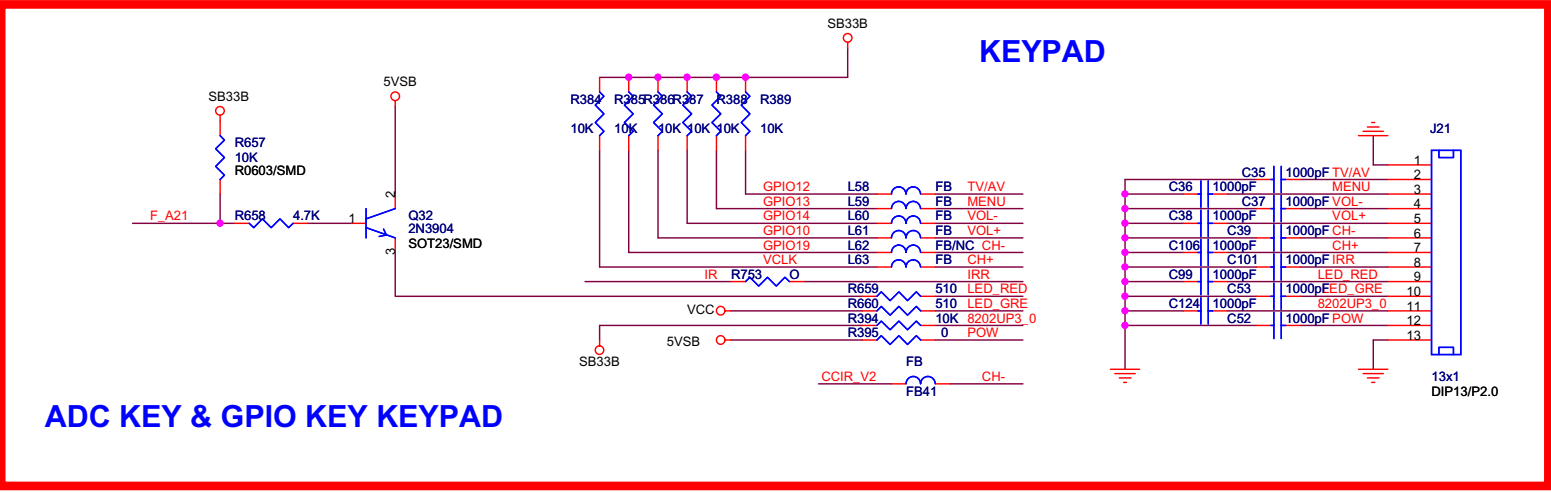 SB33B
KEYPAD
5VSB
SB33B
R657
10K
R0603/SMD
R384 R385 R386 R387 R388 R389
10K 10K 10K 10K 10K 10K
J21
F_A21 R658 4.7K 1
2
Q32
2N3904
SOT23/SMD
3
GPIO12 L58 FB TV/AV
GPIO13 L59 FB MENU
GPIO14 L60 FB VOL-
GPIO10 L61 FB VOL+
GPIO19 L62 FB/NC CH-
VCLK L63 FB CH+
IR R753 O IRR
R659 510 LED_RED
VCC R660 510 LED_GRE
R394 10K 8202UP3_0
5VSB R395 0 POW
SB33B
FB
CCIR_V2 CH-
FB41
1
C35 1000pF TV/AV 2
C36 1000pF MENU 3
C37 1000pF VOL- 4
C38 1000pF VOL+ 5
C39 1000pF CH- 6
C106 1000pF CH+ 7
C101 1000pF IRR 8
C99 1000pF LED_RED 9
C53 1000pF LED_GRE 10
C124 1000pF 8202UP3_0 11
C52 1000pF POW 12
13
13x1
DIP13/P2.0
ADC KEY & GPIO KEY KEYPAD